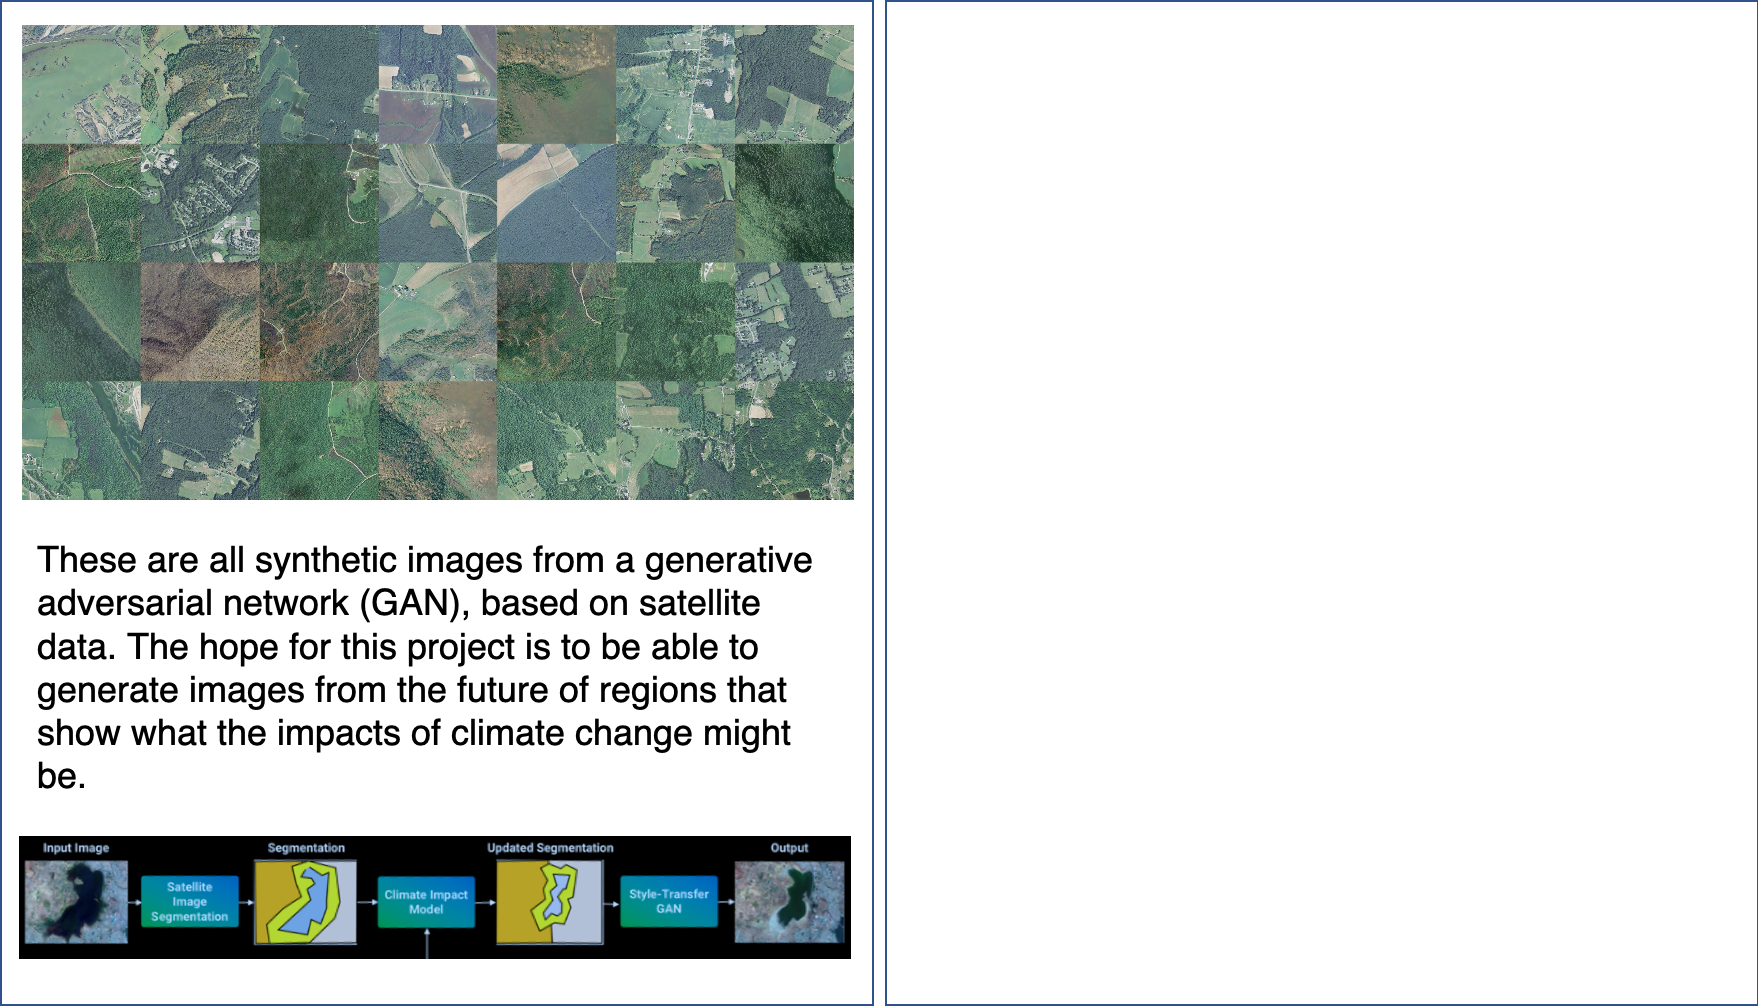 These are all synthetic images from a generative
adversarial network (GAN), based on satellite
data. The hope for this project is to be able to
generate images from the future of regions that
show what the impacts of climate change might
be.
Input Image
Segmentation
Updated Segmentation
Output
Satellite
Image
Segmentation
Climate Impact
Model
Style-Transfer
GAN